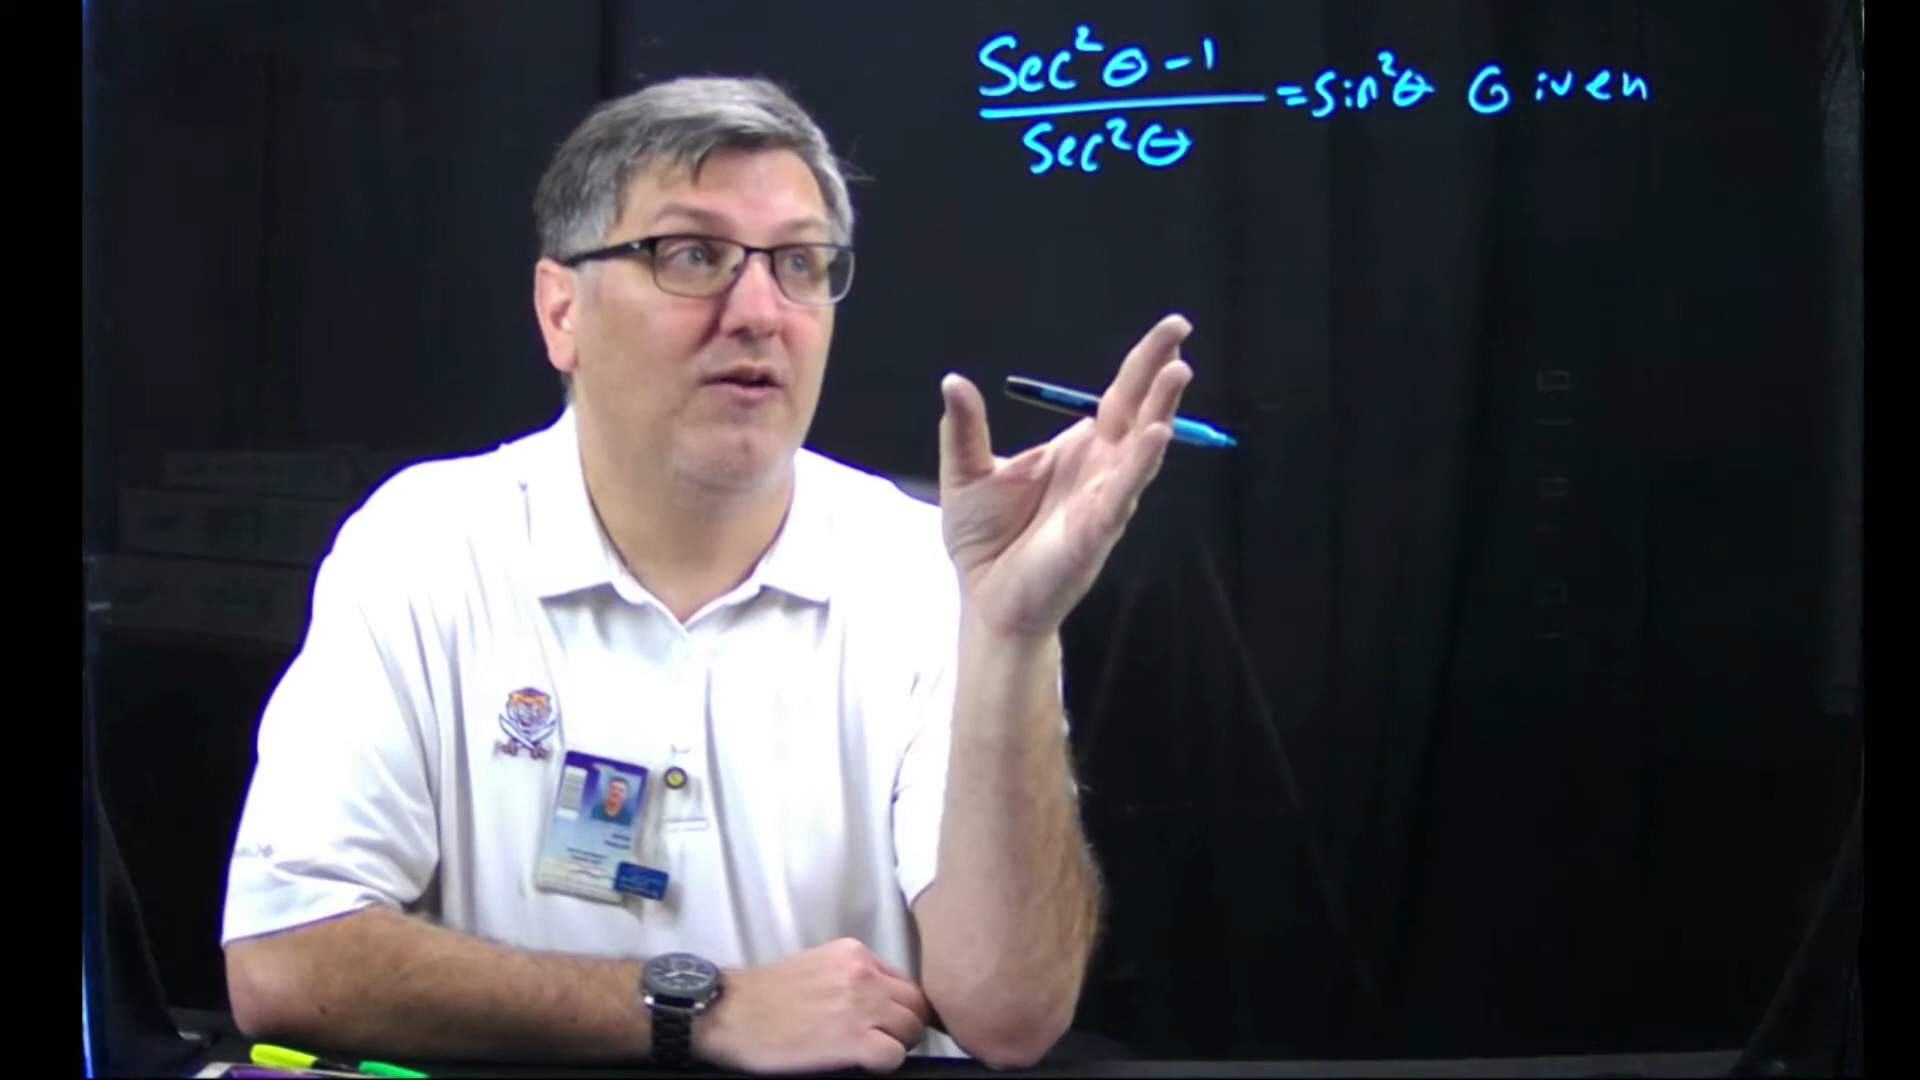 Sec²θ-1
/ Sec²θ = sin²θ Given